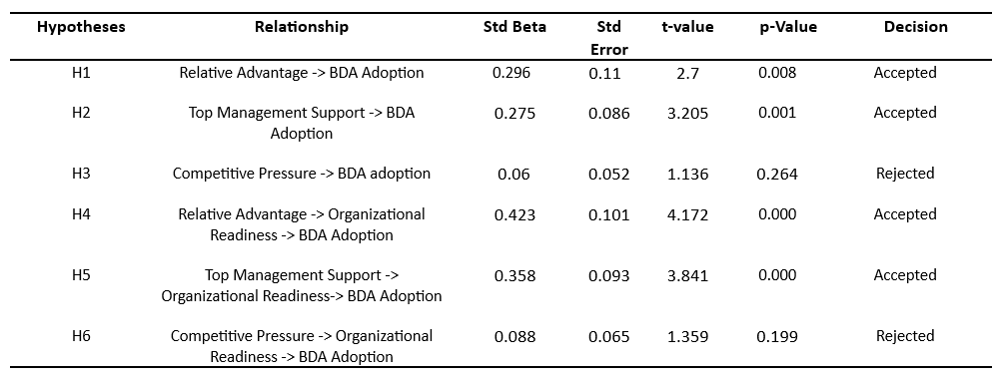 Hypotheses Relationship Std Beta Std Error t-value p-Value Decision
H1 Relative Advantage -> BDA Adoption 0.296 0.11 2.7 0.008 Accepted
H2 Top Management Support -> BDA Adoption 0.275 0.086 3.205 0.001 Accepted
H3 Competitive Pressure -> BDA adoption 0.06 0.052 1.136 0.264 Rejected
H4 Relative Advantage -> Organizational Readiness -> BDA Adoption 0.423 0.101 4.172 0.000 Accepted
H5 Top Management Support -> Organizational Readiness-> BDA Adoption 0.358 0.093 3.841 0.000 Accepted
H6 Competitive Pressure -> Organizational Readiness -> BDA Adoption 0.088 0.065 1.359 0.199 Rejected